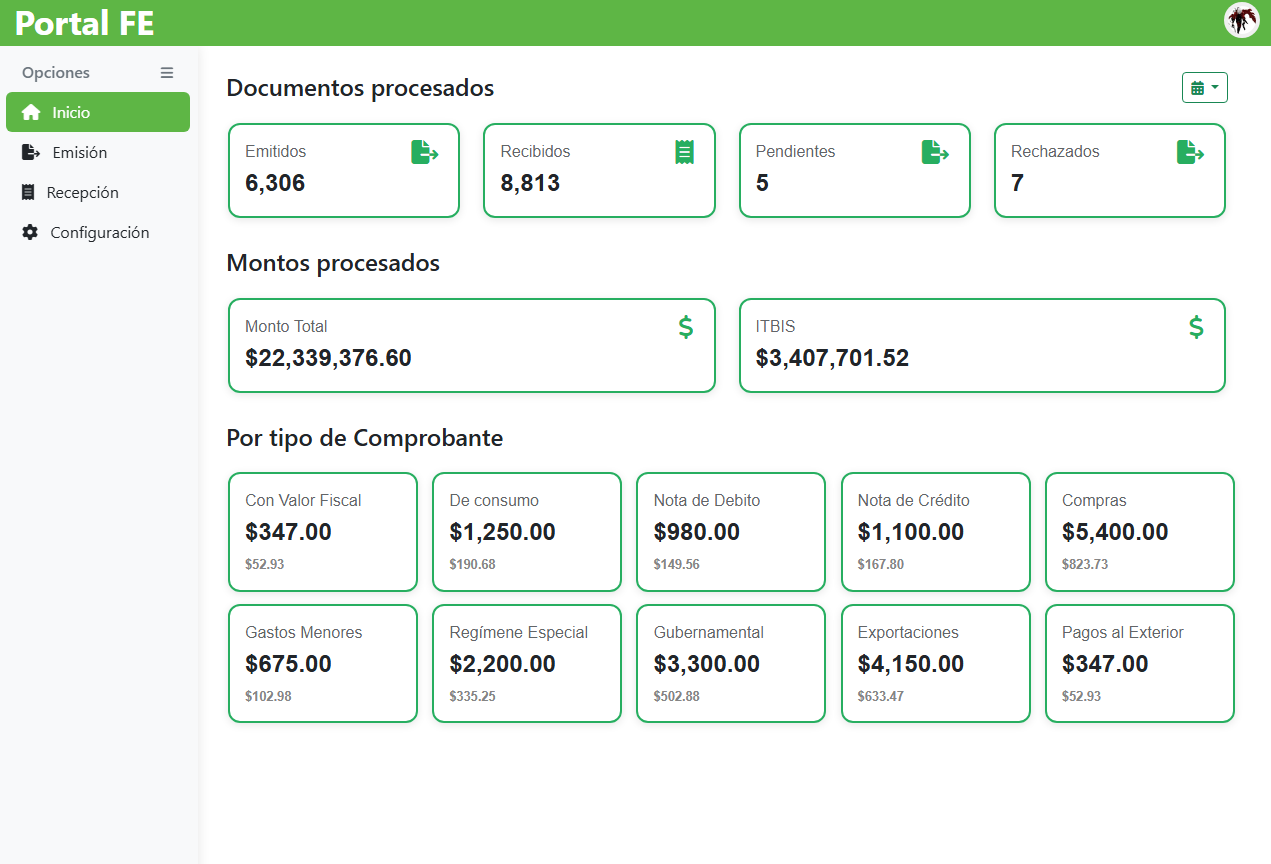 Portal FE
Opciones
Inicio
Emisión
Recepción
Configuración
Documentos procesados
Emitidos
6,306
Recibidos
8,813
Pendientes
5
Rechazados
7
Montos procesados
Monto Total
$22,339,376.60
ITBIS
$3,407,701.52
Por tipo de Comprobante
Con Valor Fiscal
$347.00
$52.93
De consumo
$1,250.00
$190.68
Nota de Debito
$980.00
$149.56
Nota de Crédito
$1,100.00
$167.80
Compras
$5,400.00
$823.73
Gastos Menores
$675.00
$102.98
Regímene Especial
$2,200.00
$335.25
Gubernamental
$3,300.00
$502.88
Exportaciones
$4,150.00
$633.47
Pagos al Exterior
$347.00
$52.93